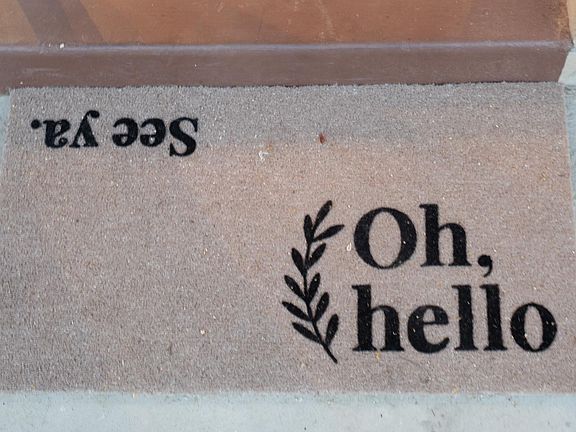 See ya.
Oh,
hello